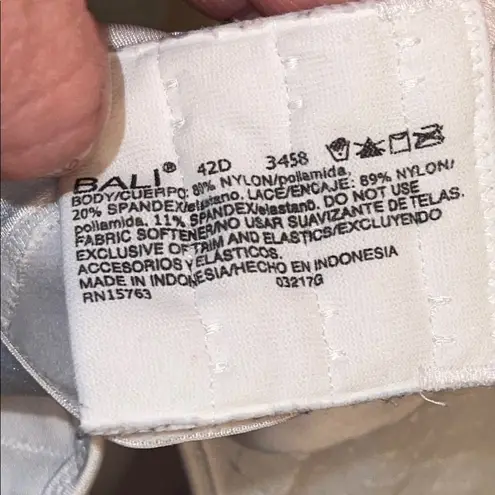 BALI® 42D 3458
BODY/CUERPO: 80% NYLON/poliamida,
20% SPANDEX/elastano. LACE/ENCAJE: 89% NYLON/
poliamida, 11% SPANDEX/elastano. DO NOT USE
FABRIC SOFTENER/NO USAR SUAVIZANTE DE TELAS.
EXCLUSIVE OF TRIM AND ELASTICS/EXCLUYENDO
ACCESORIOS Y ELÁSTICOS.
MADE IN INDONESIA/HECHO EN INDONESIA
RN15763 03217G